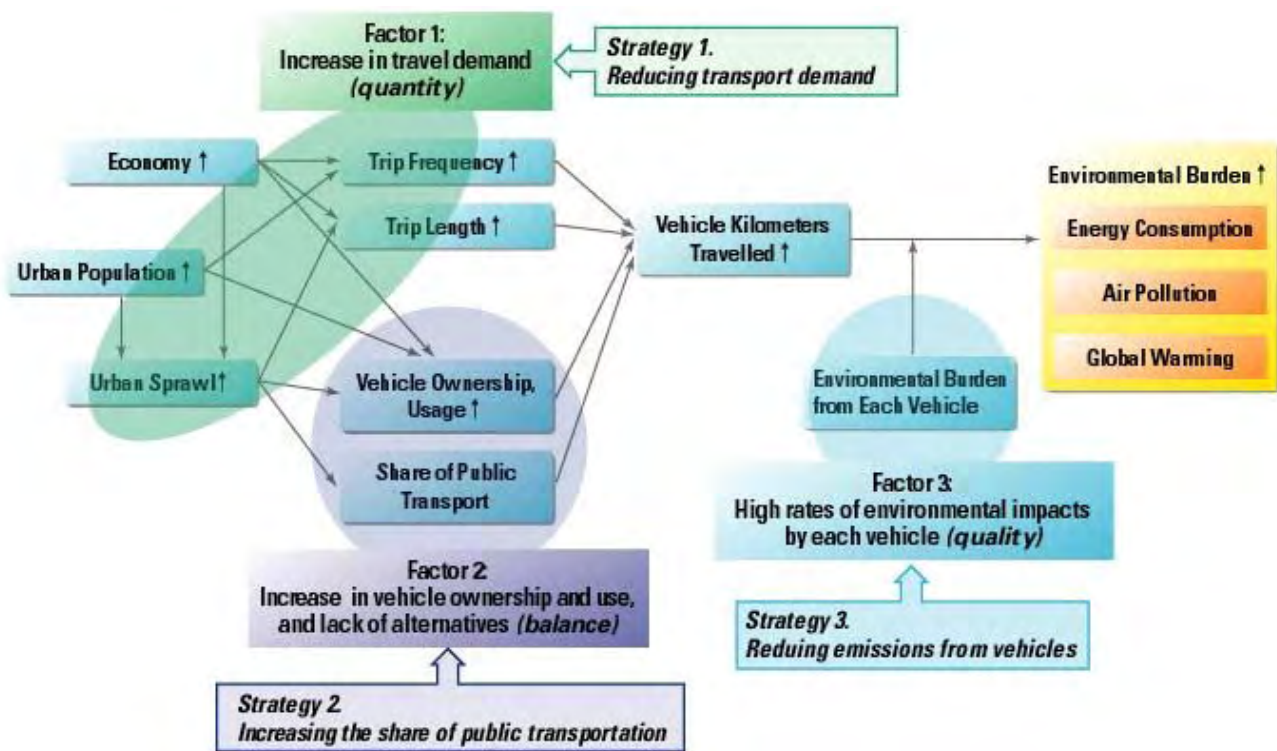 Factor 1:
Increase in travel demand
(quantity)
Strategy 1.
Reducing transport demand
Economy ↑
Trip Frequency ↑
Trip Length ↑
Urban Population ↑
Urban Sprawl↑
Vehicle Ownership,
Usage ↑
Share of Public
Transport
Vehicle Kilometers
Travelled ↑
Environmental Burden ↑
Energy Consumption
Air Pollution
Global Warming
Environmental Burden
from Each Vehicle
Factor 2:
Increase in vehicle ownership and use,
and lack of alternatives (balance)
Factor 3:
High rates of environmental impacts
by each vehicle (quality)
Strategy 2.
Increasing the share of public transportation
Strategy 3.
Reduing emissions from vehicles